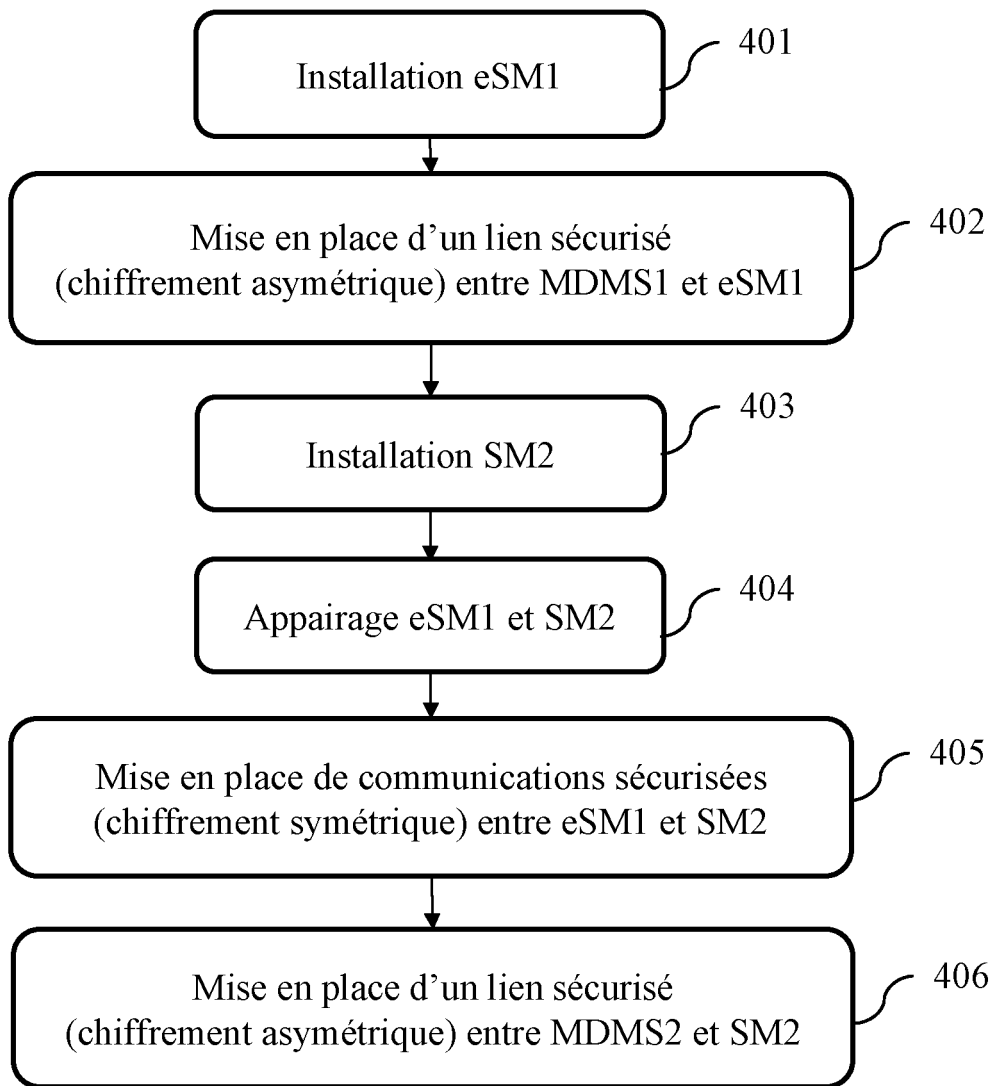 401
Installation eSM1
402
Mise en place d’un lien sécurisé
(chiffrement asymétrique) entre MDMS1 et eSM1
403
Installation SM2
404
Appairage eSM1 et SM2
405
Mise en place de communications sécurisées
(chiffrement symétrique) entre eSM1 et SM2
406
Mise en place d’un lien sécurisé
(chiffrement asymétrique) entre MDMS2 et SM2